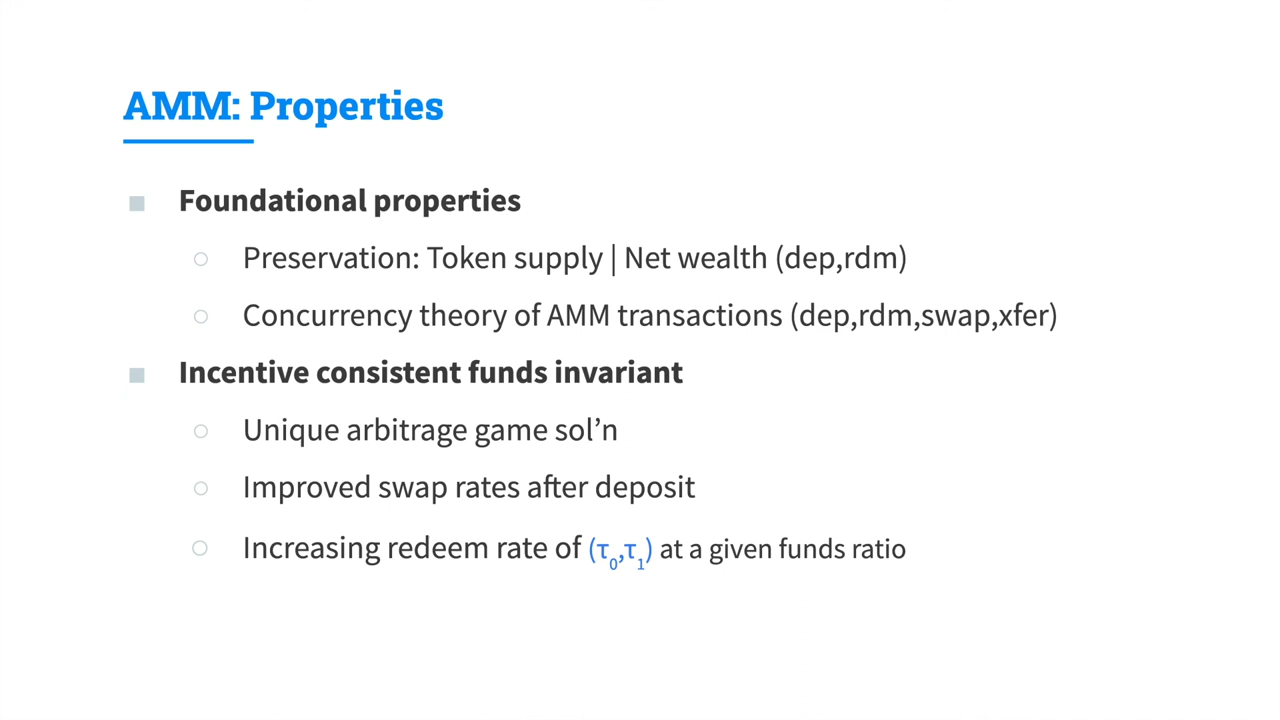 AMM: Properties
Foundational properties
Preservation: Token supply | Net wealth (dep,rdm)
Concurrency theory of AMM transactions (dep,rdm,swap,xfer)
Incentive consistent funds invariant
Unique arbitrage game sol’n
Improved swap rates after deposit
Increasing redeem rate of (τ₀,τ₁) at a given funds ratio